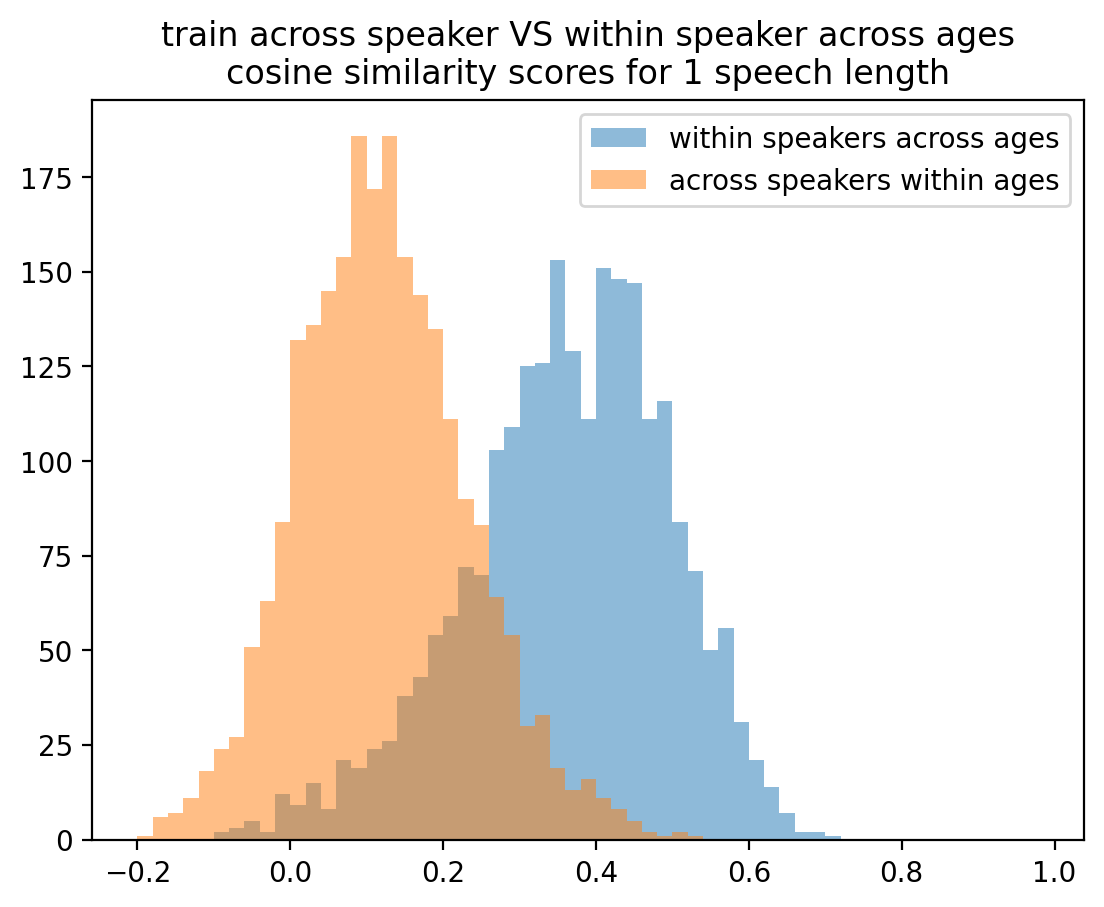 train across speaker VS within speaker across ages
cosine similarity scores for 1 speech length
within speakers across ages
across speakers within ages
175
150
125
100
75
50
25
0
−0.2 0.0 0.2 0.4 0.6 0.8 1.0